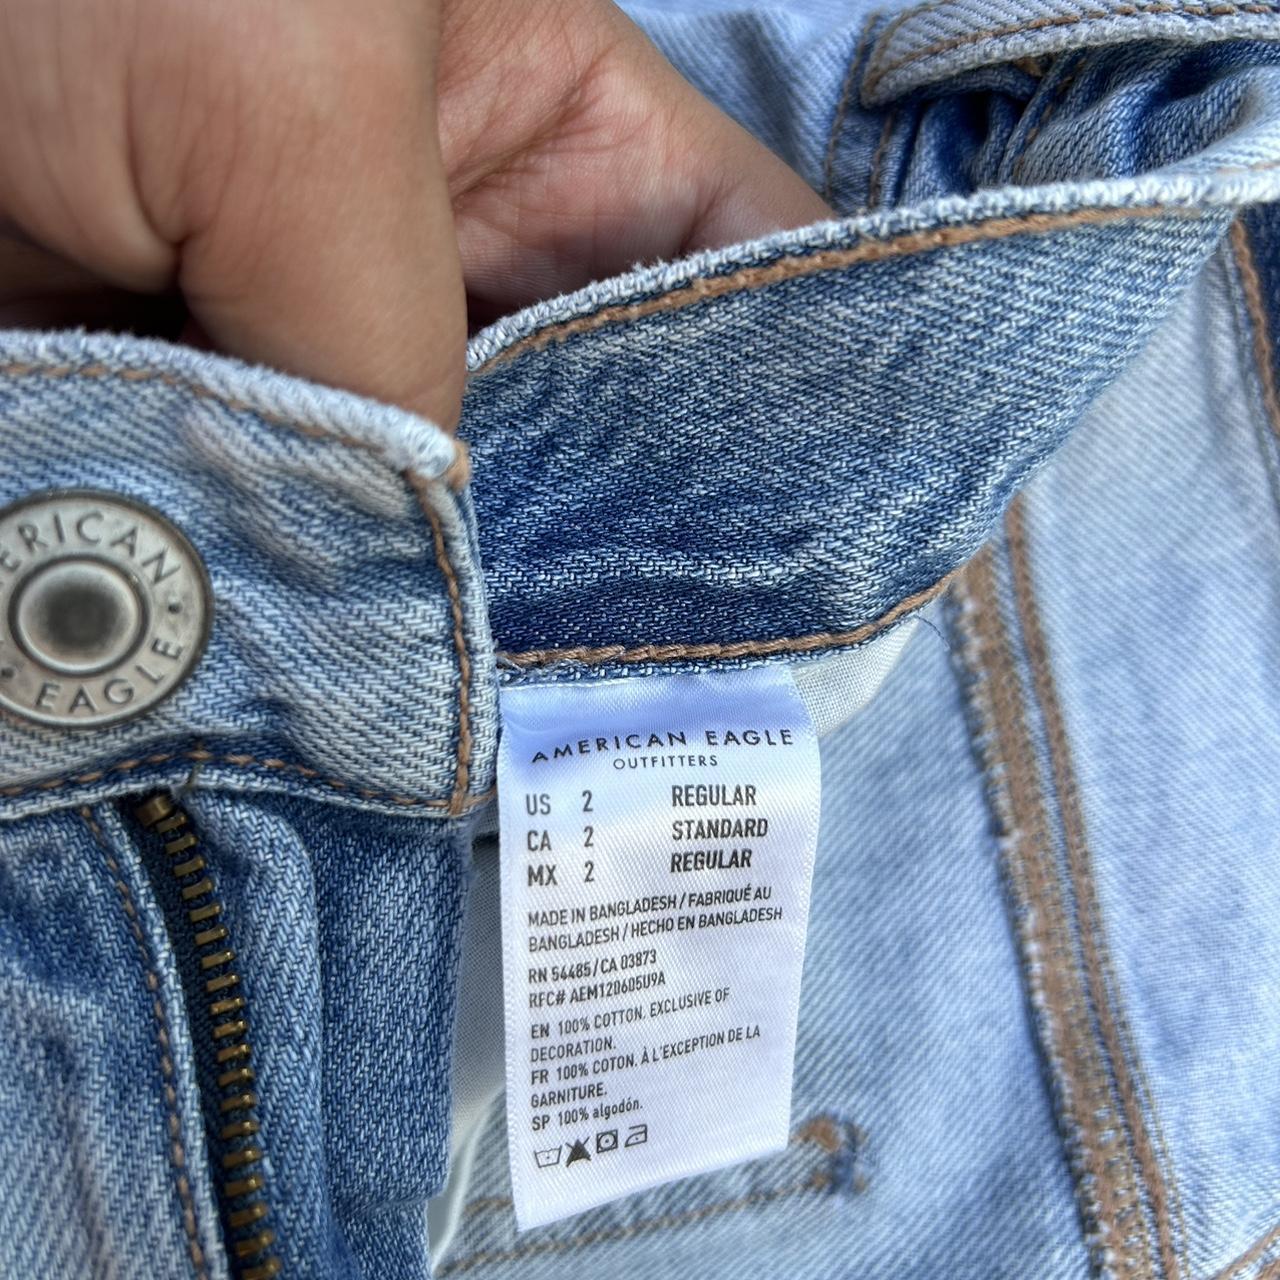 ERICAN
EAGLE
AMERICAN EAGLE
OUTFITTERS
US 2 REGULAR
CA 2 STANDARD
MX 2 REGULAR
MADE IN BANGLADESH / FABRIQUÉ AU
BANGLADESH / HECHO EN BANGLADESH
RN 54485 / CA 03873
RFC# AEM120605U9A
EN 100% COTTON. EXCLUSIVE OF
DECORATION.
FR 100% COTON. À L'EXCEPTION DE LA
GARNITURE.
SP 100% algodón.